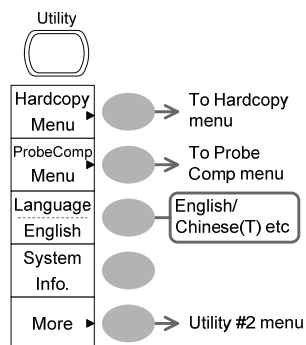 Utility
Hardcopy
Menu
To Hardcopy
menu
ProbeComp
Menu
To Probe
Comp menu
Language
English
English/
Chinese(T) etc
System
Info.
More
Utility #2 menu